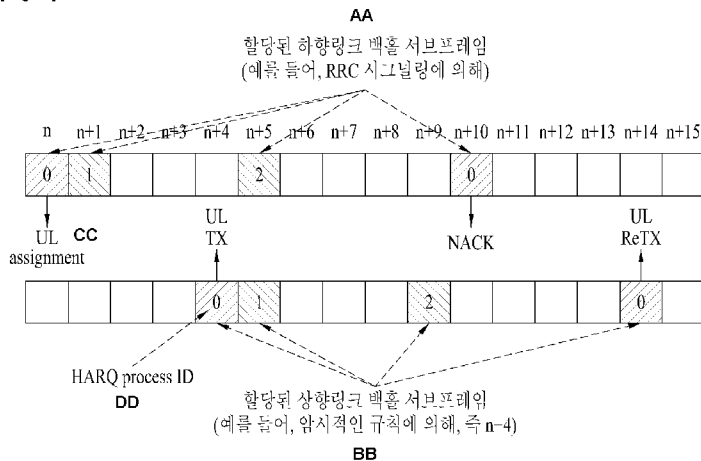 AA
할당된 하향링크 백홀 서브프레임
(예를 들어, RRC 시그널링에 의해)
n n+1 n+2 n+3 n+4 n+5 n+6 n+7 n+8 n+9 n+10 n+11 n+12 n+13 n+14 n+15
0 1 2 0
UL
assignment
CC
UL
TX
NACK
UL
ReTX
0 1 2 0
HARQ process ID
DD
할당된 상향링크 백홀 서브프레임
(예를 들어, 암시적인 규칙에 의해, 즉 n-4)
BB